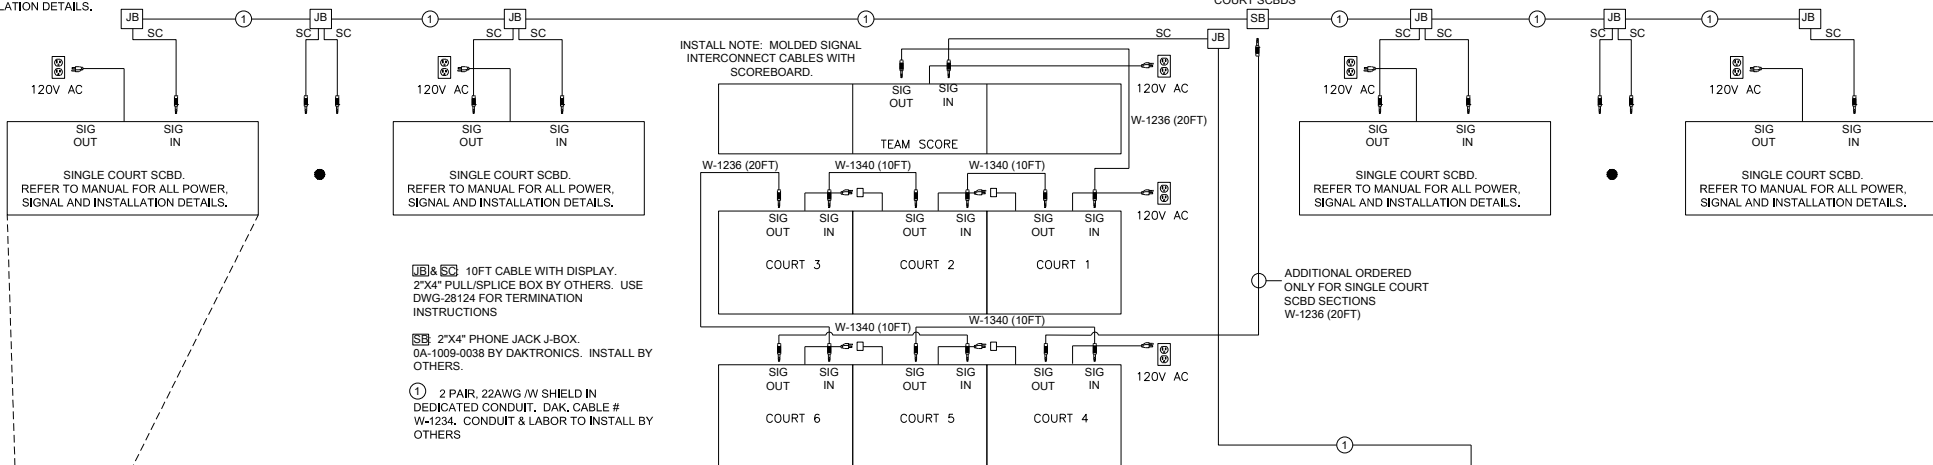 LATION DETAILS.
COURT SCBDS
JB
1
JB
1
JB
1
SB
1
JB
1
JB
1
JB
SC
SC
SC
SC
SC
SC
JB
SC
SC
SC
SC
SC
120V AC
120V AC
INSTALL NOTE: MOLDED SIGNAL
INTERCONNECT CABLES WITH
SCOREBOARD.
120V AC
120V AC
120V AC
SIG
OUT
SIG
IN
TEAM SCORE
W-1236 (20FT)
SIG
OUT
SIG
IN
SINGLE COURT SCBD.
REFER TO MANUAL FOR ALL POWER,
SIGNAL AND INSTALLATION DETAILS.
SIG
OUT
SIG
IN
SINGLE COURT SCBD.
REFER TO MANUAL FOR ALL POWER,
SIGNAL AND INSTALLATION DETAILS.
SIG
OUT
SIG
IN
SINGLE COURT SCBD.
REFER TO MANUAL FOR ALL POWER,
SIGNAL AND INSTALLATION DETAILS.
SIG
OUT
SIG
IN
SINGLE COURT SCBD.
REFER TO MANUAL FOR ALL POWER,
SIGNAL AND INSTALLATION DETAILS.
W-1236 (20FT)
W-1340 (10FT)
W-1340 (10FT)
120V AC
SIG
OUT
SIG
IN
SIG
OUT
SIG
IN
SIG
OUT
SIG
IN
COURT 3
COURT 2
COURT 1
JB & SC: 10FT CABLE WITH DISPLAY.
2"X4" PULL/SPLICE BOX BY OTHERS. USE
DWG-28124 FOR TERMINATION
INSTRUCTIONS
SB: 2"X4" PHONE JACK J-BOX.
0A-1009-0038 BY DAKTRONICS. INSTALL BY
OTHERS.
1 2 PAIR, 22AWG /W SHIELD IN
DEDICATED CONDUIT. DAK. CABLE #
W-1234. CONDUIT & LABOR TO INSTALL BY
OTHERS
ADDITIONAL ORDERED
ONLY FOR SINGLE COURT
SCBD SECTIONS
W-1236 (20FT)
W-1340 (10FT)
W-1340 (10FT)
120V AC
SIG
OUT
SIG
IN
SIG
OUT
SIG
IN
SIG
OUT
SIG
IN
COURT 6
COURT 5
COURT 4
1